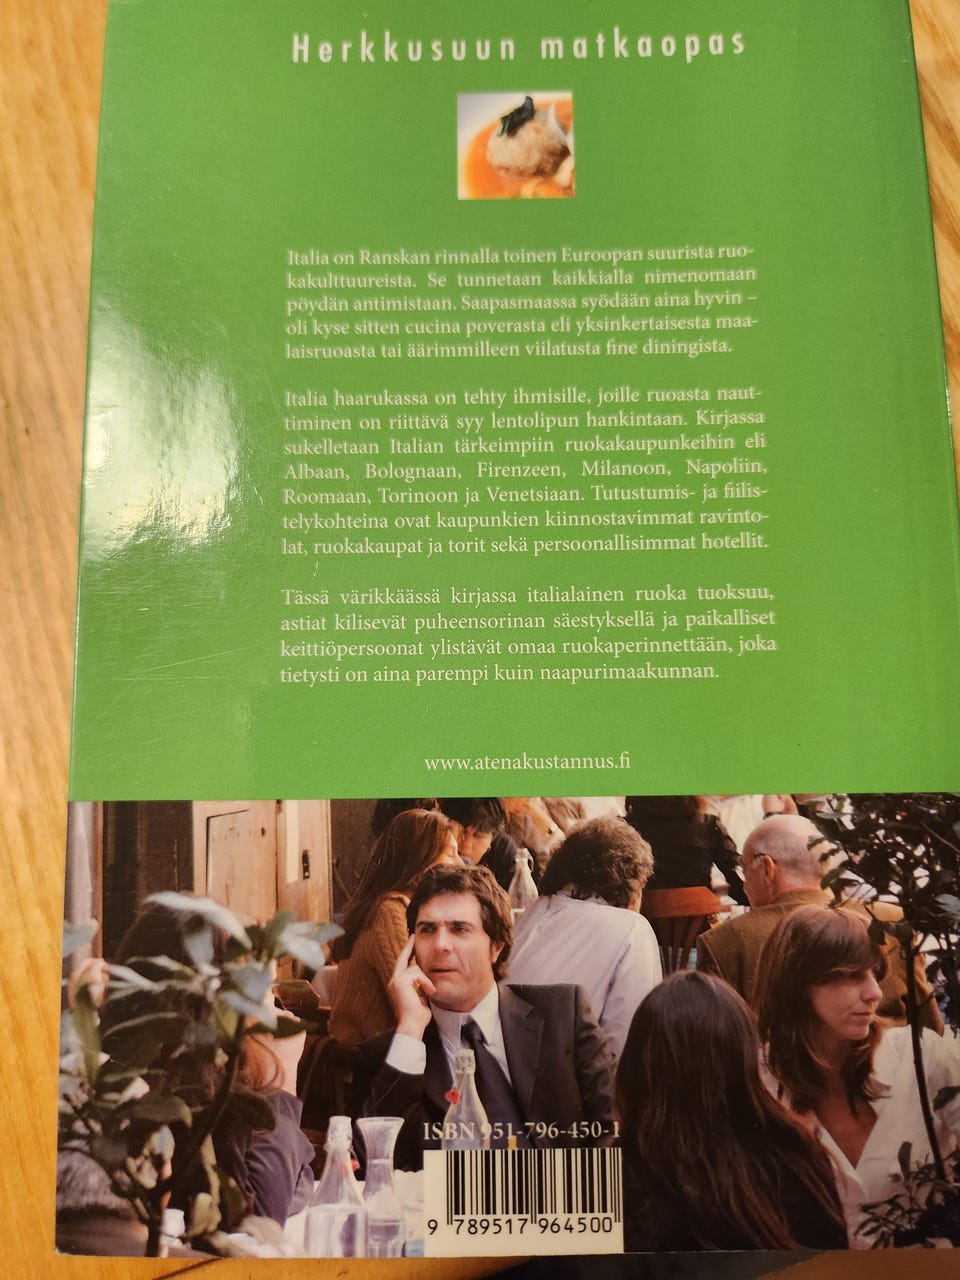 Herkkusuun matkaopas
Italia on Ranskan rinnalla toinen Euroopan suurista ruo-
kakulttuureista. Se tunnetaan kaikkialla nimenomaan
pöydän antimistaan. Saapasmaassa syödään aina hyvin –
oli kyse sitten cucina poverasta eli yksinkertaisesta maa-
laisruoasta tai äärimmilleen viilatusta fine diningista.
Italia haarukassa on tehty ihmisille, joille ruoasta naut-
timinen on riittävä syy lentolipun hankintaan. Kirjassa
sukelletaan Italian tärkeimpiin ruokakaupunkeihin eli
Albaan, Bolognaan, Firenzeen, Milanoon, Napoliin,
Roomaan, Torinoon ja Venetsiaan. Tutustumis- ja fiilis-
telykohteina ovat kaupunkien kiinnostavimmat ravinto-
lat, ruokakaupat ja torit sekä persoonallisimmat hotellit.
Tässä värikkäässä kirjassa italialainen ruoka tuoksuu,
astiat kilisevät puheensorinan säestyksellä ja paikalliset
keittiöpersoonat ylistävät omaa ruokaperinnettään, joka
tietysti on aina parempi kuin naapurimaakunnan.
www.atenakustannus.fi
ISBN 951-796-450-1
9 789517 964500